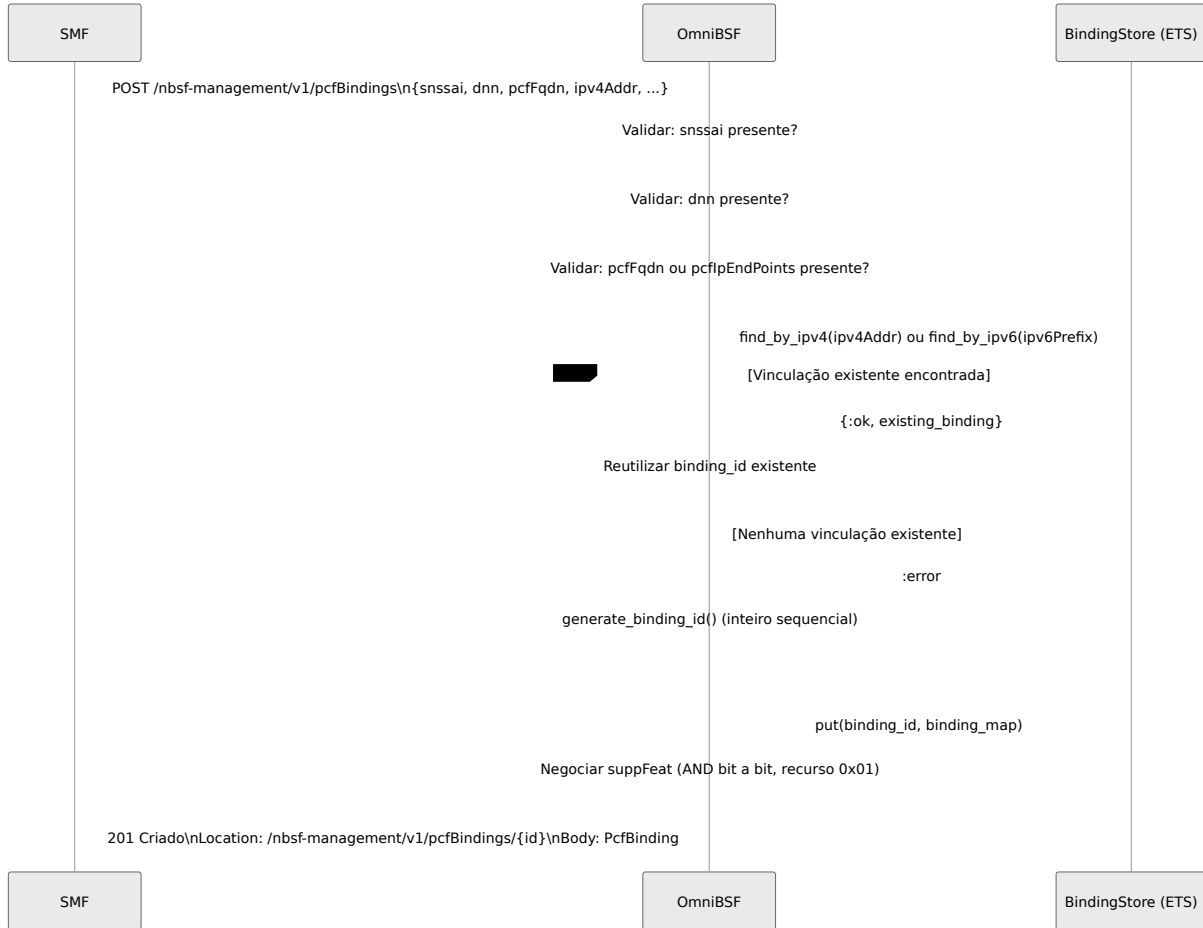 SMF
OmniBSF
BindingStore (ETS)
POST /nbsf-management/v1/pcfBindings\n{snssai, dnn, pcfFqdn, ipv4Addr, ...}
Validar: snssai presente?
Validar: dnn presente?
Validar: pcfFqdn ou pcfIpEndPoints presente?
find_by_ipv4(ipv4Addr) ou find_by_ipv6(ipv6Prefix)
[Vinculação existente encontrada]
{:ok, existing_binding}
Reutilizar binding_id existente
[Nenhuma vinculação existente]
:error
generate_binding_id() (inteiro sequencial)
put(binding_id, binding_map)
Negociar suppFeat (AND bit a bit, recurso 0x01)
201 Criado\nLocation: /nbsf-management/v1/pcfBindings/{id}\nBody: PcfBinding
SMF
OmniBSF
BindingStore (ETS)